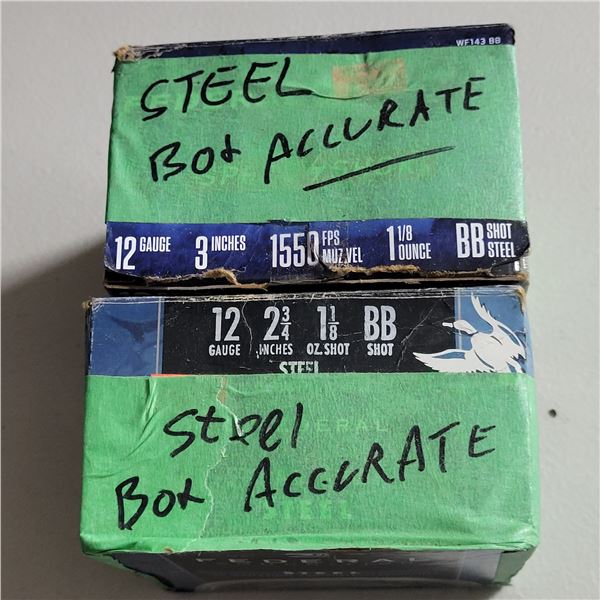 WF143 BB
STEEL
Box ACCURATE
12 GAUGE 3 INCHES 1550 FPS MUZ.VEL 1 1/8 OUNCE BB SHOT STEEL
12 2 3/4 1 1/8 BB
GAUGE INCHES OZ. SHOT SHOT
STEEL
Steel
Box ACCURATE
STEEL
FEDERAL
STEEL